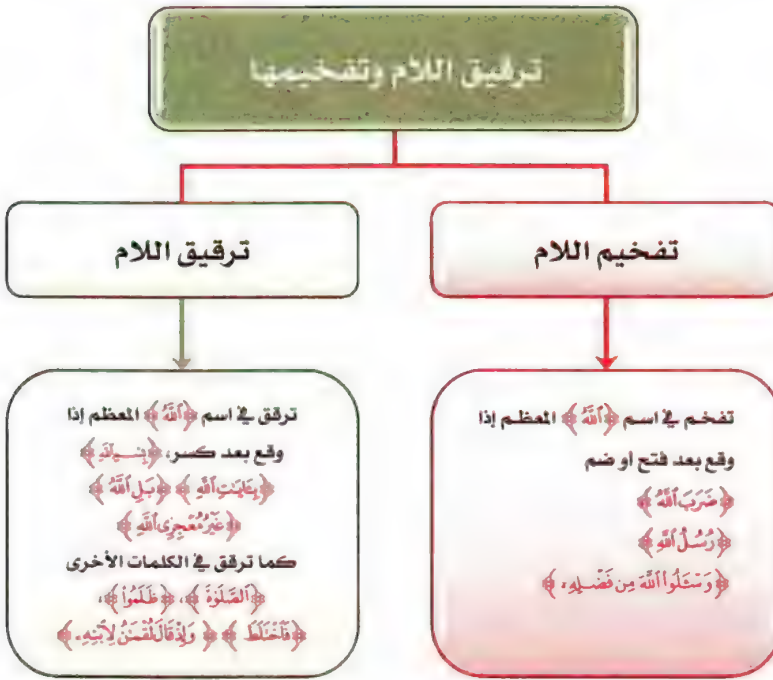 ترقيق اللام وتفخيمها
تفخيم اللام
تفخم في اسم ﴿ٱللَّهُ﴾ المعظم إذا
وقع بعد فتح او ضم
﴿ضَرَبَ ٱللَّهُ﴾
﴿رُسُلُ ٱللَّهِ﴾
﴿وَسْـَٔلُوا۟ ٱللَّهَ مِن فَضْلِهِۦ﴾
ترقيق اللام
ترقق في اسم ﴿ٱللَّهُ﴾ المعظم إذا
وقع بعد كسر، ﴿بِسْمِ ٱللَّهِ﴾
﴿بِـَٔايَٰتِ ٱللَّهِ﴾ ﴿بَلِ ٱللَّهُ﴾
﴿غَيْرُ مُعْجِزِى ٱللَّهِ﴾
كما ترقق في الكلمات الأخرى
﴿ٱلصَّلَوٰةَ﴾، ﴿ظَلَمُوا۟﴾،
﴿فَٱخْتَلَطَ﴾ ﴿وَإِذْ قَالَ لُقْمَٰنُ لِٱبْنِهِۦ﴾